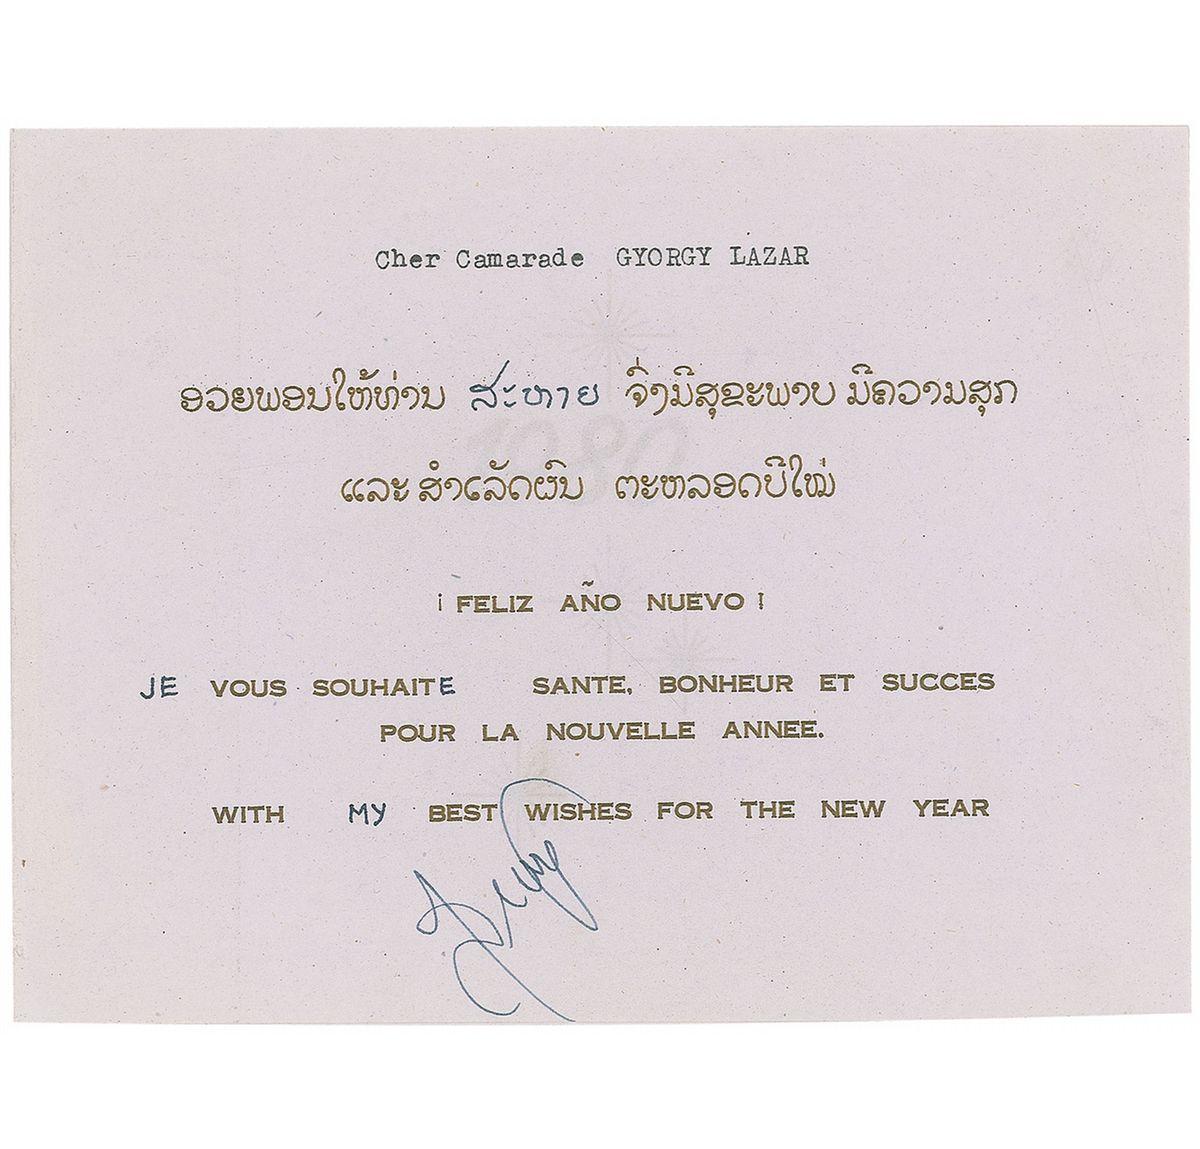 Cher Camarade GYORGY LAZAR
ອວຍພອນໃຫ້ທ່ານ ສະຫາຍ ຈົ່ງມີສຸຂະພາບ ມີຄວາມສຸກ
ແລະ ສຳເລັດຜົນ ຕະຫລອດປີໃໝ່
¡ FELIZ AÑO NUEVO !
JE VOUS SOUHAITE SANTE, BONHEUR ET SUCCES
POUR LA NOUVELLE ANNEE.
WITH MY BEST WISHES FOR THE NEW YEAR